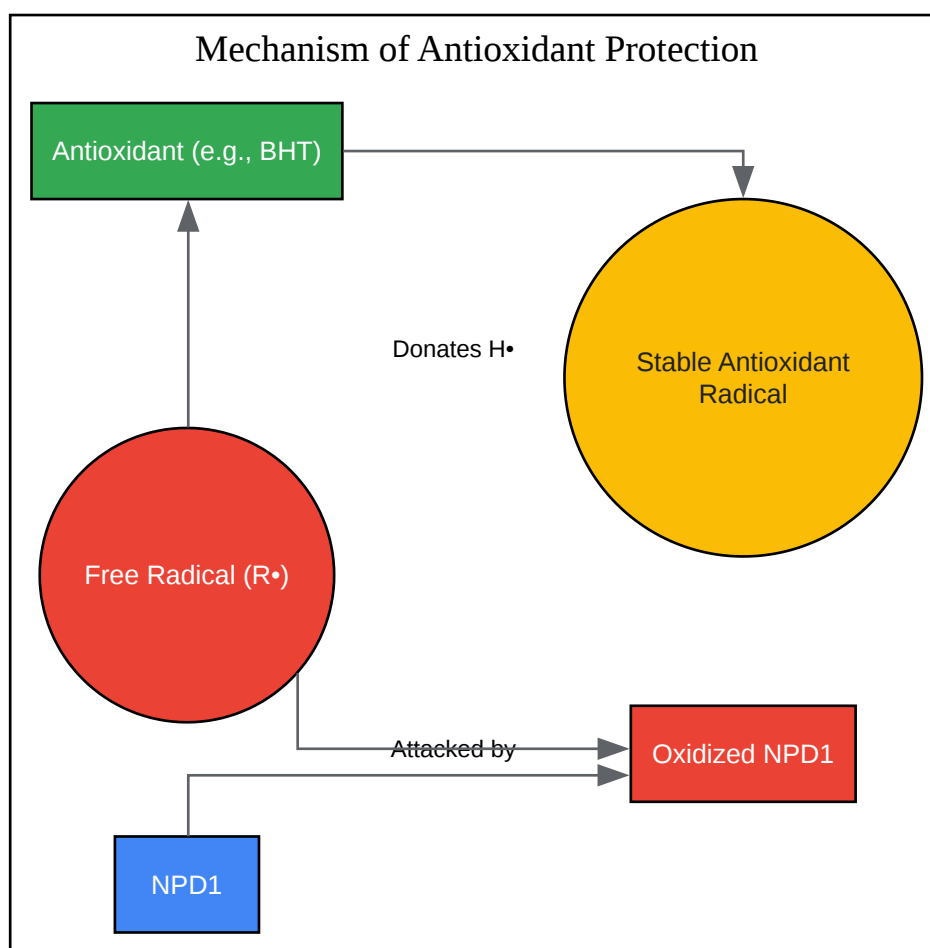 Mechanism of Antioxidant Protection
Antioxidant (e.g., BHT)
Donates H•
Stable Antioxidant
Radical
Free Radical (R•)
Attacked by
Oxidized NPD1
NPD1